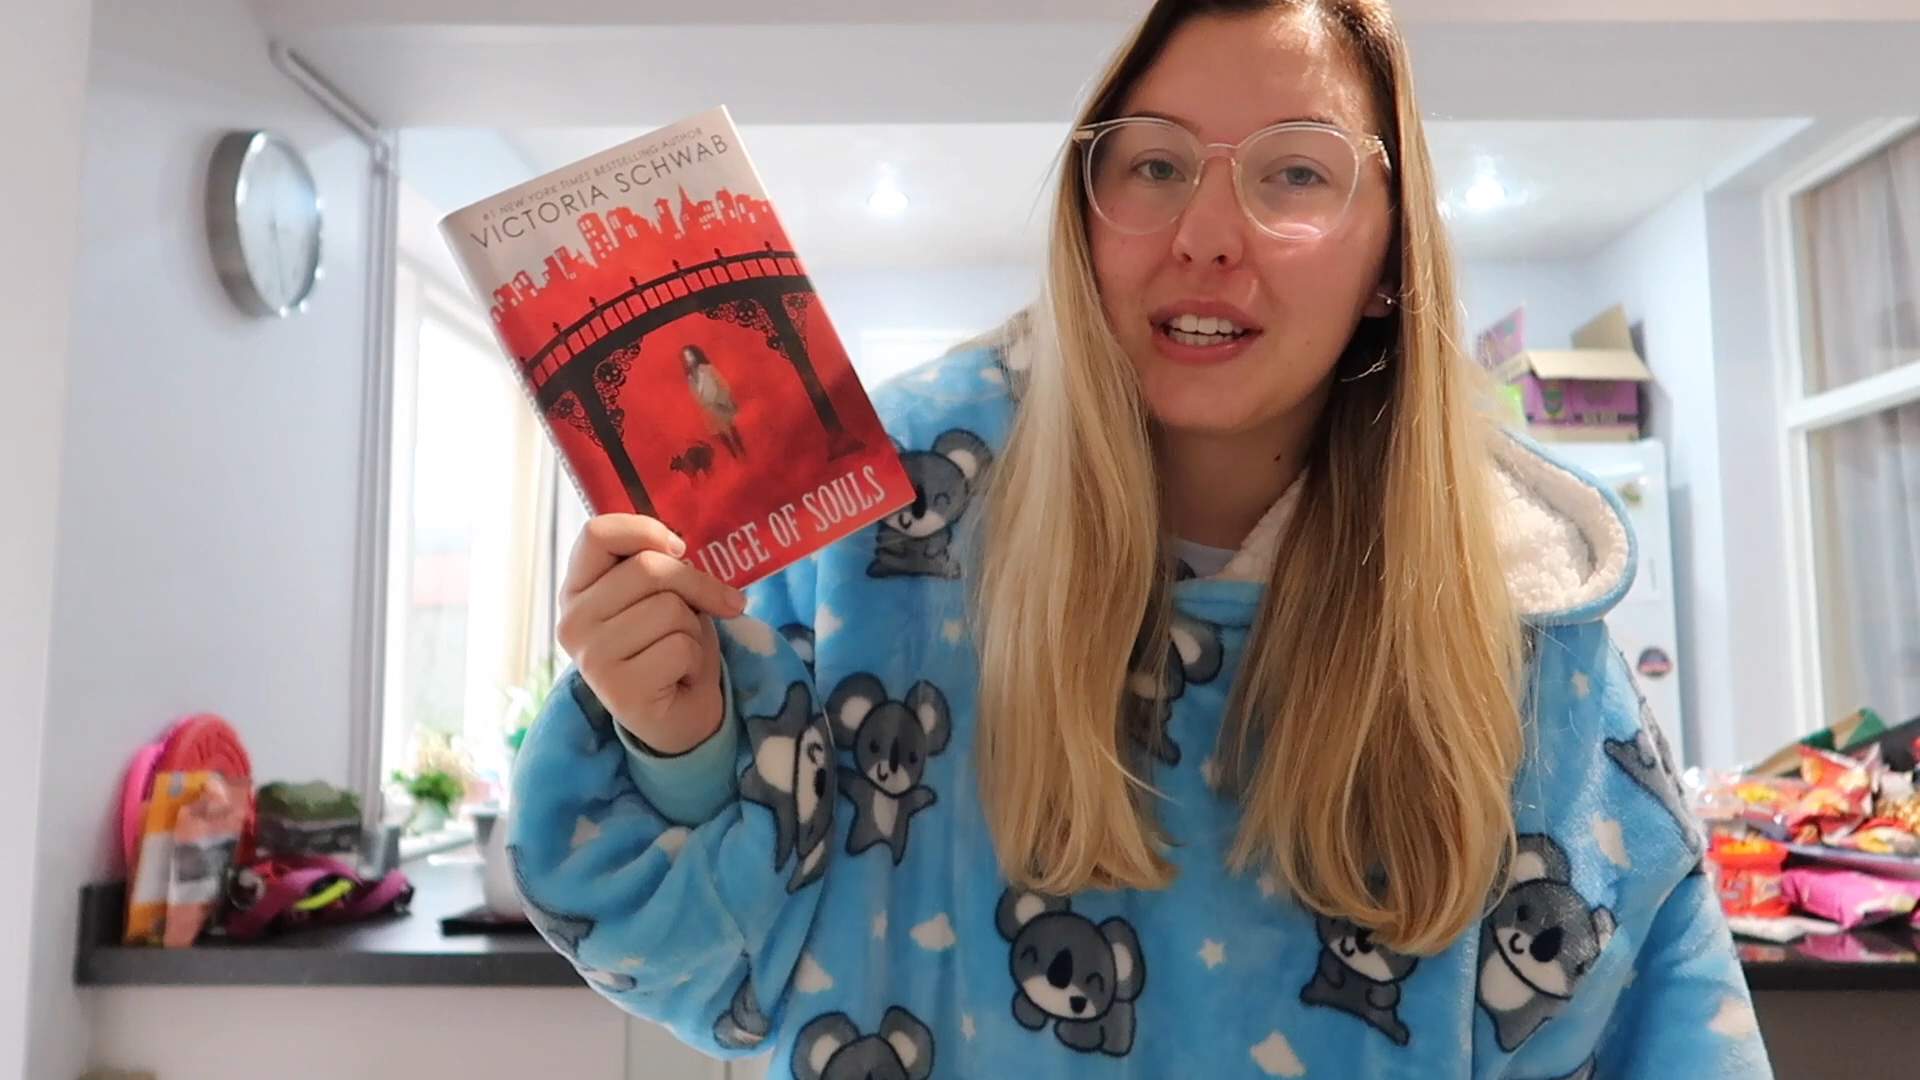 #1 NEW YORK TIMES BESTSELLING AUTHOR
VICTORIA SCHWAB
IDGE OF SOULS